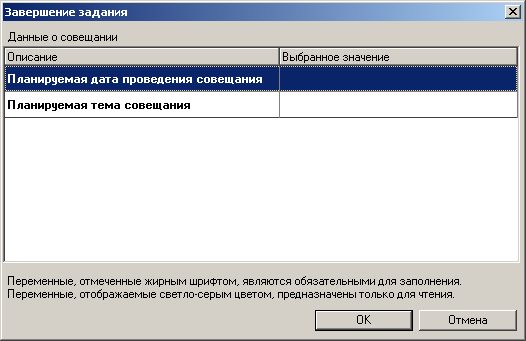 Завершение задания
Данные о совещании
Описание Выбранное значение
Планируемая дата проведения совещания
Планируемая тема совещания
Переменные, отмеченные жирным шрифтом, являются обязательными для заполнения.
Переменные, отображаемые светло-серым цветом, предназначены только для чтения.
OK Отмена